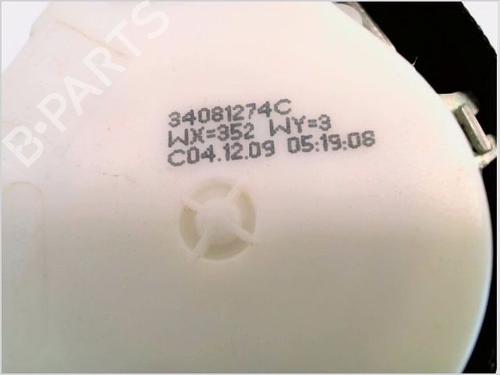 B-PARTS
34081274C
WX=352 WY=3
C04.12.09 05:19:08